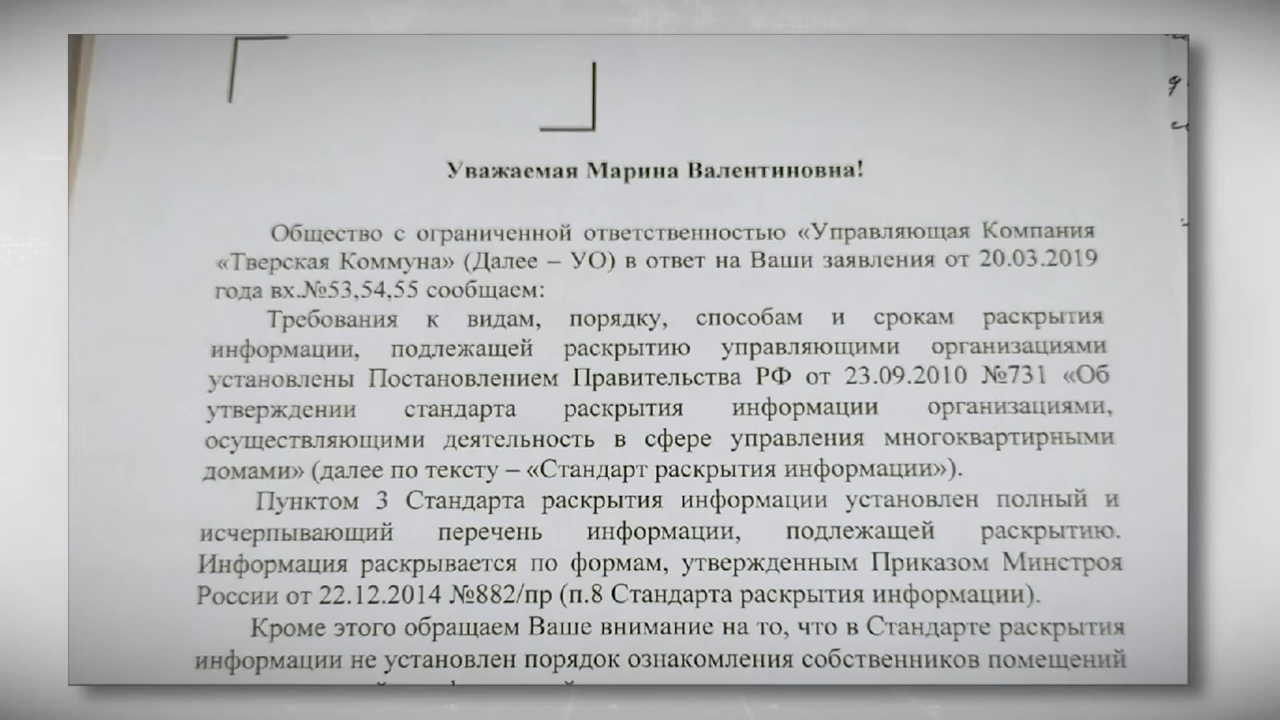 Уважаемая Марина Валентиновна!
Общество с ограниченной ответственностью «Управляющая Компания
«Тверская Коммуна» (Далее – УО) в ответ на Ваши заявления от 20.03.2019
года вх.№53,54,55 сообщаем:
Требования к видам, порядку, способам и срокам раскрытия
информации, подлежащей раскрытию управляющими организациями
установлены Постановлением Правительства РФ от 23.09.2010 №731 «Об
утверждении стандарта раскрытия информации организациями,
осуществляющими деятельность в сфере управления многоквартирными
домами» (далее по тексту – «Стандарт раскрытия информации»).
Пунктом 3 Стандарта раскрытия информации установлен полный и
исчерпывающий перечень информации, подлежащей раскрытию.
Информация раскрывается по формам, утвержденным Приказом Минстроя
России от 22.12.2014 №882/пр (п.8 Стандарта раскрытия информации).
Кроме этого обращаем Ваше внимание на то, что в Стандарте раскрытия
информации не установлен порядок ознакомления собственников помещений